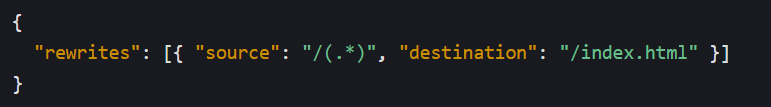 {
  "rewrites": [{ "source": "/(.*)", "destination": "/index.html" }]
}